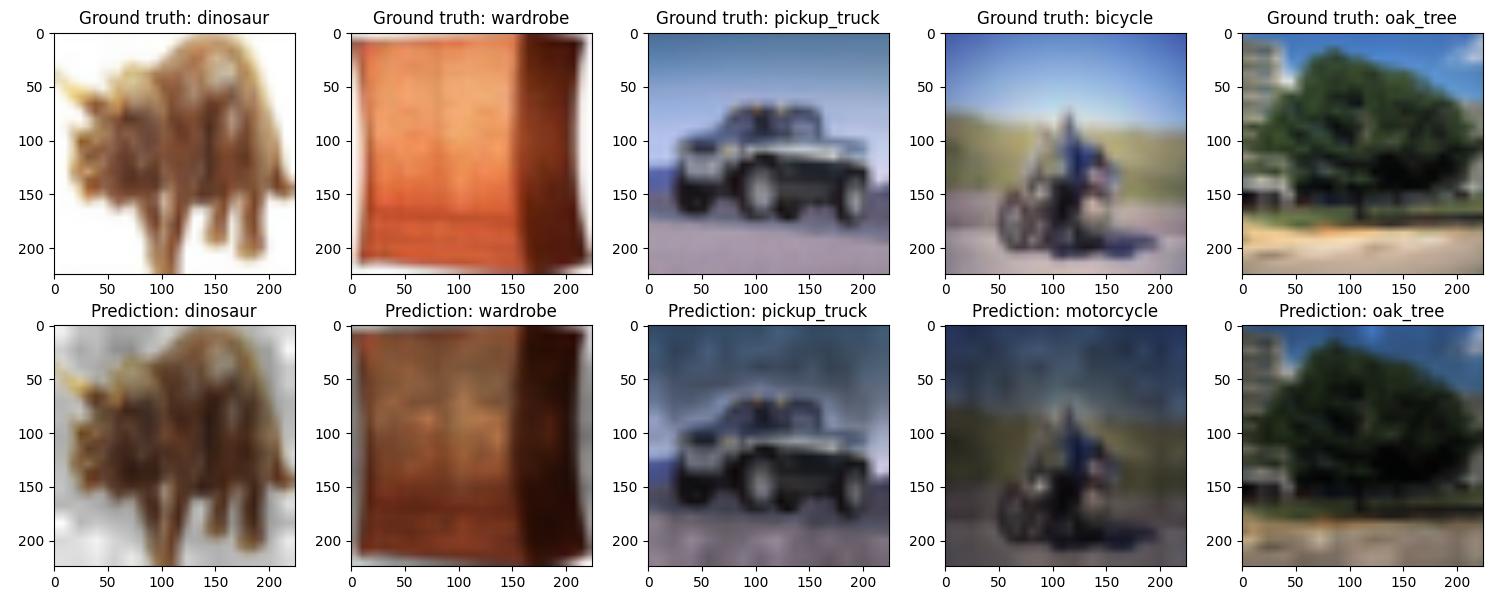 Ground truth: dinosaur
Ground truth: wardrobe
Ground truth: pickup_truck
Ground truth: bicycle
Ground truth: oak_tree
0
50
100
150
200
0 50 100 150 200
0
50
100
150
200
0 50 100 150 200
0
50
100
150
200
0 50 100 150 200
0
50
100
150
200
0 50 100 150 200
0
50
100
150
200
0 50 100 150 200
Prediction: dinosaur
Prediction: wardrobe
Prediction: pickup_truck
Prediction: motorcycle
Prediction: oak_tree
0
50
100
150
200
0 50 100 150 200
0
50
100
150
200
0 50 100 150 200
0
50
100
150
200
0 50 100 150 200
0
50
100
150
200
0 50 100 150 200
0
50
100
150
200
0 50 100 150 200